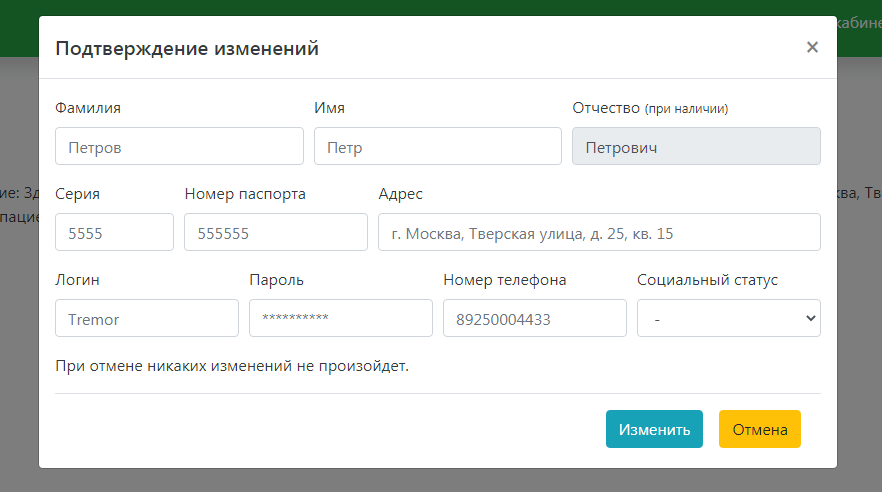 кабине
Подтверждение изменений ×
Фамилия Имя Отчество (при наличии)
Петров Петр Петрович
ие: Зд ква, Тв
Серия Номер паспорта Адрес
пацие
5555 555555 г. Москва, Тверская улица, д. 25, кв. 15
Логин Пароль Номер телефона Социальный статус
Tremor ********** 89250004433 -
При отмене никаких изменений не произойдет.
Изменить Отмена